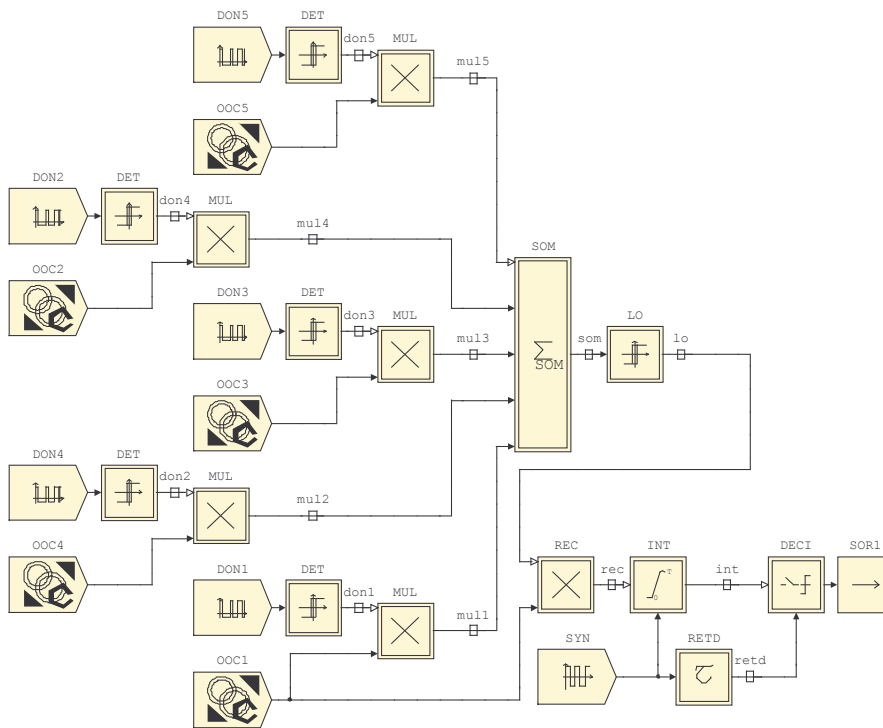 DON5 DET don5 MUL mul5
OOC5
DON2 DET don4 MUL mul4
OOC2
SOM
DON3 DET don3 MUL mul3
LO
som lo
Σ
SOM
OOC3
DON4 DET don2 MUL mul2
OOC4
REC rec INT int DECI SOR1
T
0
DON1 DET don1 MUL mul1
SYN RETD retd
OOC1